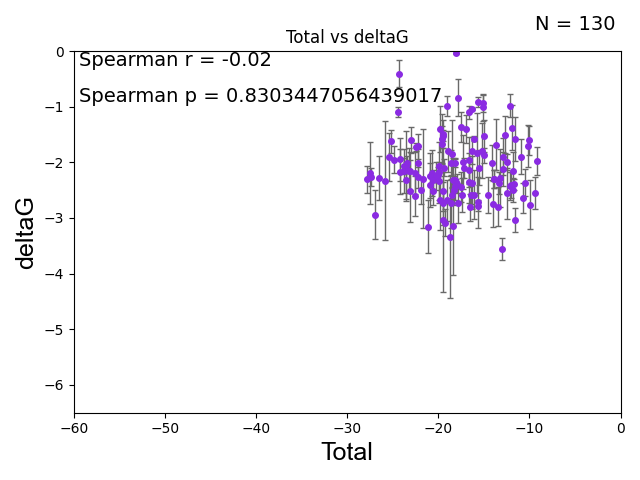 N = 130
Total vs deltaG
Spearman r = -0.02
Spearman p = 0.8303447056439017
deltaG
0
−1
−2
−3
−4
−5
−6
−60
−50
−40
−30
−20
−10
0
Total